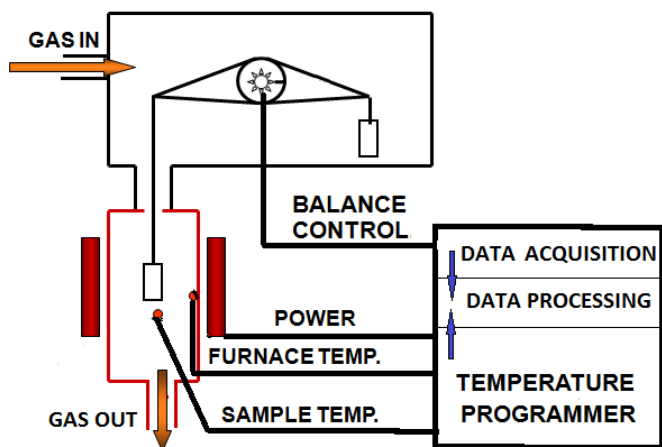 GAS IN
BALANCE
CONTROL
DATA ACQUISITION
DATA PROCESSING
POWER
FURNACE TEMP.
TEMPERATURE
PROGRAMMER
GAS OUT
SAMPLE TEMP.